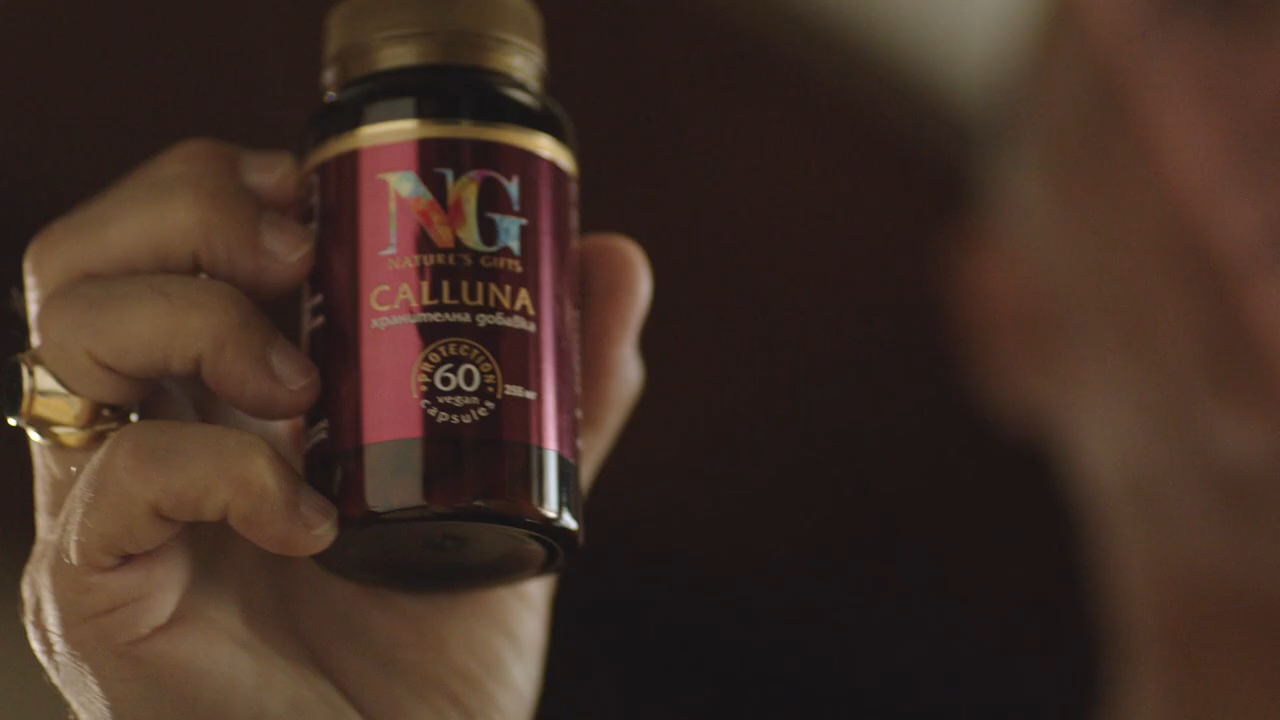 NG
NATURE'S GIFTS
CALLUNA
хранителна добавка
PROTECTION
60
vegan
capsules